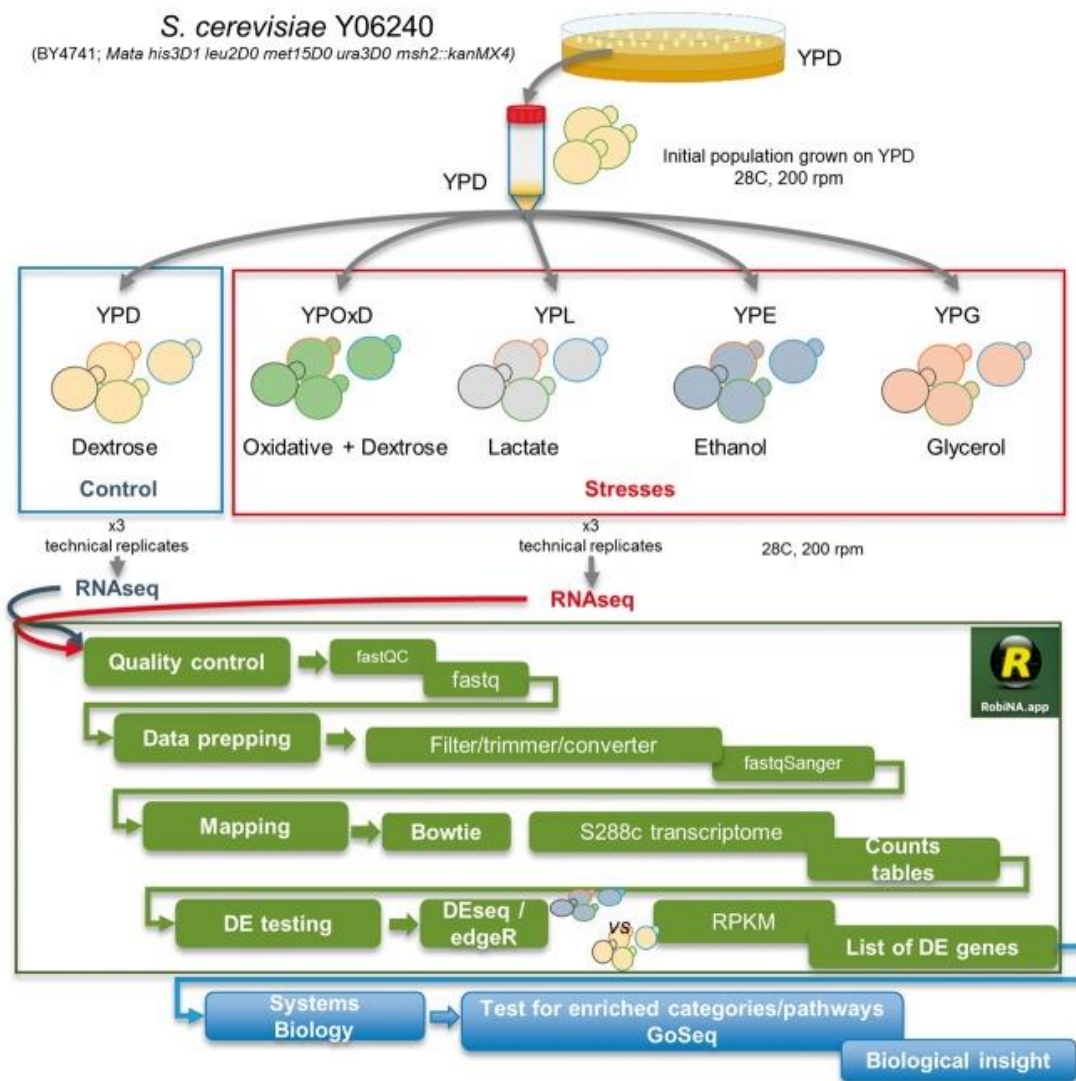 S. cerevisiae Y06240
(BY4741; Mata his3D1 leu2D0 met15D0 ura3D0 msh2::kanMX4)
YPD
YPD
Initial population grown on YPD
28C, 200 rpm
YPD
YPOxD
YPL
YPE
YPG
Dextrose
Oxidative + Dextrose
Lactate
Ethanol
Glycerol
Control
Stresses
x3
technical replicates
x3
technical replicates
28C, 200 rpm
RNAseq
RNAseq
Quality control
fastQC
fastq
R
RobiNA.app
Data prepping
Filter/trimmer/converter
fastqSanger
Mapping
Bowtie
S288c transcriptome
Counts
tables
DE testing
DEseq /
edgeR
vs
RPKM
List of DE genes
Systems
Biology
Test for enriched categories/pathways
GoSeq
Biological insight